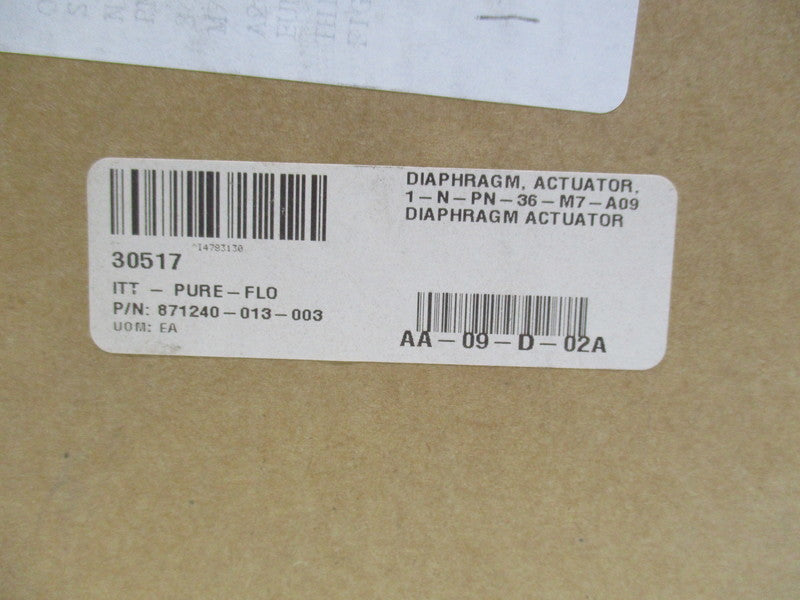 ^I4783130
30517
ITT - PURE-FLO
P/N: 871240-013-003
UOM: EA
DIAPHRAGM, ACTUATOR,
1-N-PN-36-M7-A09
DIAPHRAGM ACTUATOR
AA-09-D-02A